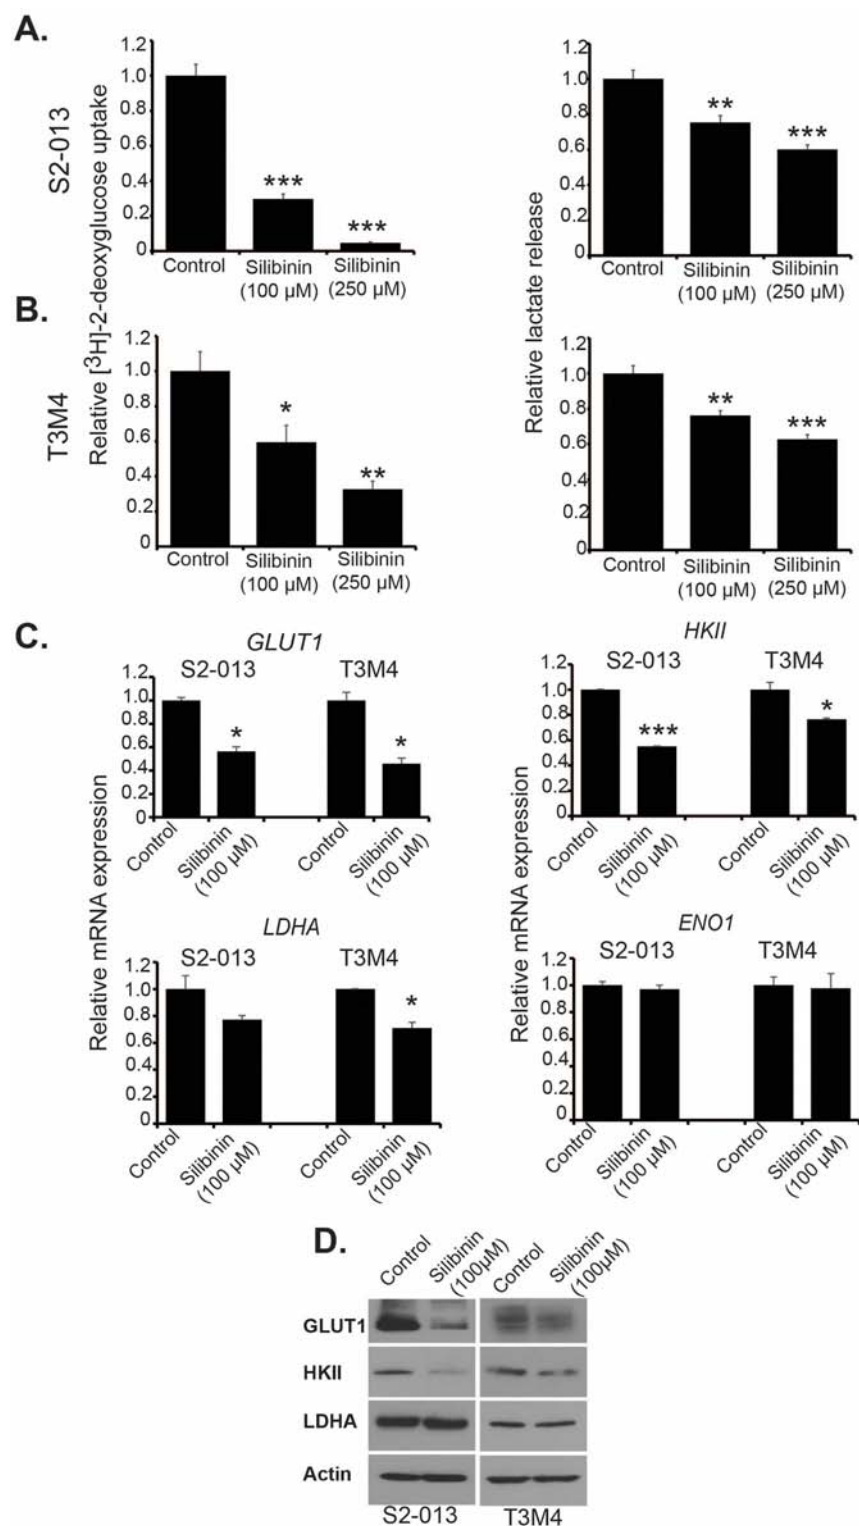 A.
S2-013
Relative [³H]-2-deoxyglucose uptake
1.2
1.0
0.8
0.6
0.4
0.2
0
***
***
Control
Silibinin
(100 µM)
Silibinin
(250 µM)
Relative lactate release
1.2
1.0
0.8
0.6
0.4
0.2
0
**
***
Control
Silibinin
(100 µM)
Silibinin
(250 µM)
B.
T3M4
1.2
1.0
0.8
0.6
0.4
0.2
0
*
**
Control
Silibinin
(100 µM)
Silibinin
(250 µM)
1.2
1.0
0.8
0.6
0.4
0.2
0
**
***
Control
Silibinin
(100 µM)
Silibinin
(250 µM)
C.
Relative mRNA expression
GLUT1
S2-013 T3M4
1.2
1.0
0.8
0.6
0.4
0.2
0
*
*
Control
Silibinin
(100 µM)
Control
Silibinin
(100 µM)
Relative mRNA expression
HKII
S2-013 T3M4
1.2
1.0
0.8
0.6
0.4
0.2
0
***
*
Control
Silibinin
(100 µM)
Control
Silibinin
(100 µM)
LDHA
S2-013 T3M4
1.2
1.0
0.8
0.6
0.4
0.2
0
*
Control
Silibinin
(100 µM)
Control
Silibinin
(100 µM)
ENO1
S2-013 T3M4
1.2
1.0
0.8
0.6
0.4
0.2
0
Control
Silibinin
(100 µM)
Control
Silibinin
(100 µM)
D.
Control
Silibinin
(100µM)
Control
Silibinin
(100µM)
GLUT1
HKII
LDHA
Actin
S2-013 T3M4